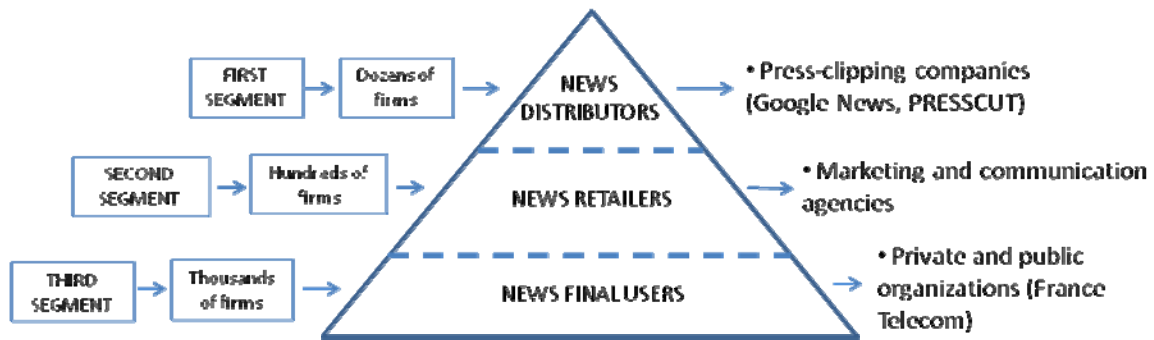 FIRST
SEGMENT
Dozens of
firms
NEWS
DISTRIBUTORS
• Press-clipping companies
(Google News, PRESSCUT)
SECOND
SEGMENT
Hundreds of
firms
NEWS RETAILERS
• Marketing and communication
agencies
THIRD
SEGMENT
Thousands
of firms
NEWS FINAL USERS
• Private and public
organizations (France
Telecom)